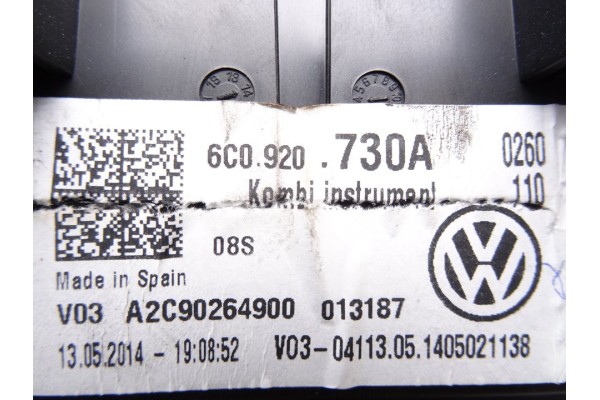 6C0.920 .730A 0260
Kombi instrument 110
08S
Made in Spain
V03 A2C90264900 013187
13.05.2014 - 19:08:52 V03-04113.05.1405021138